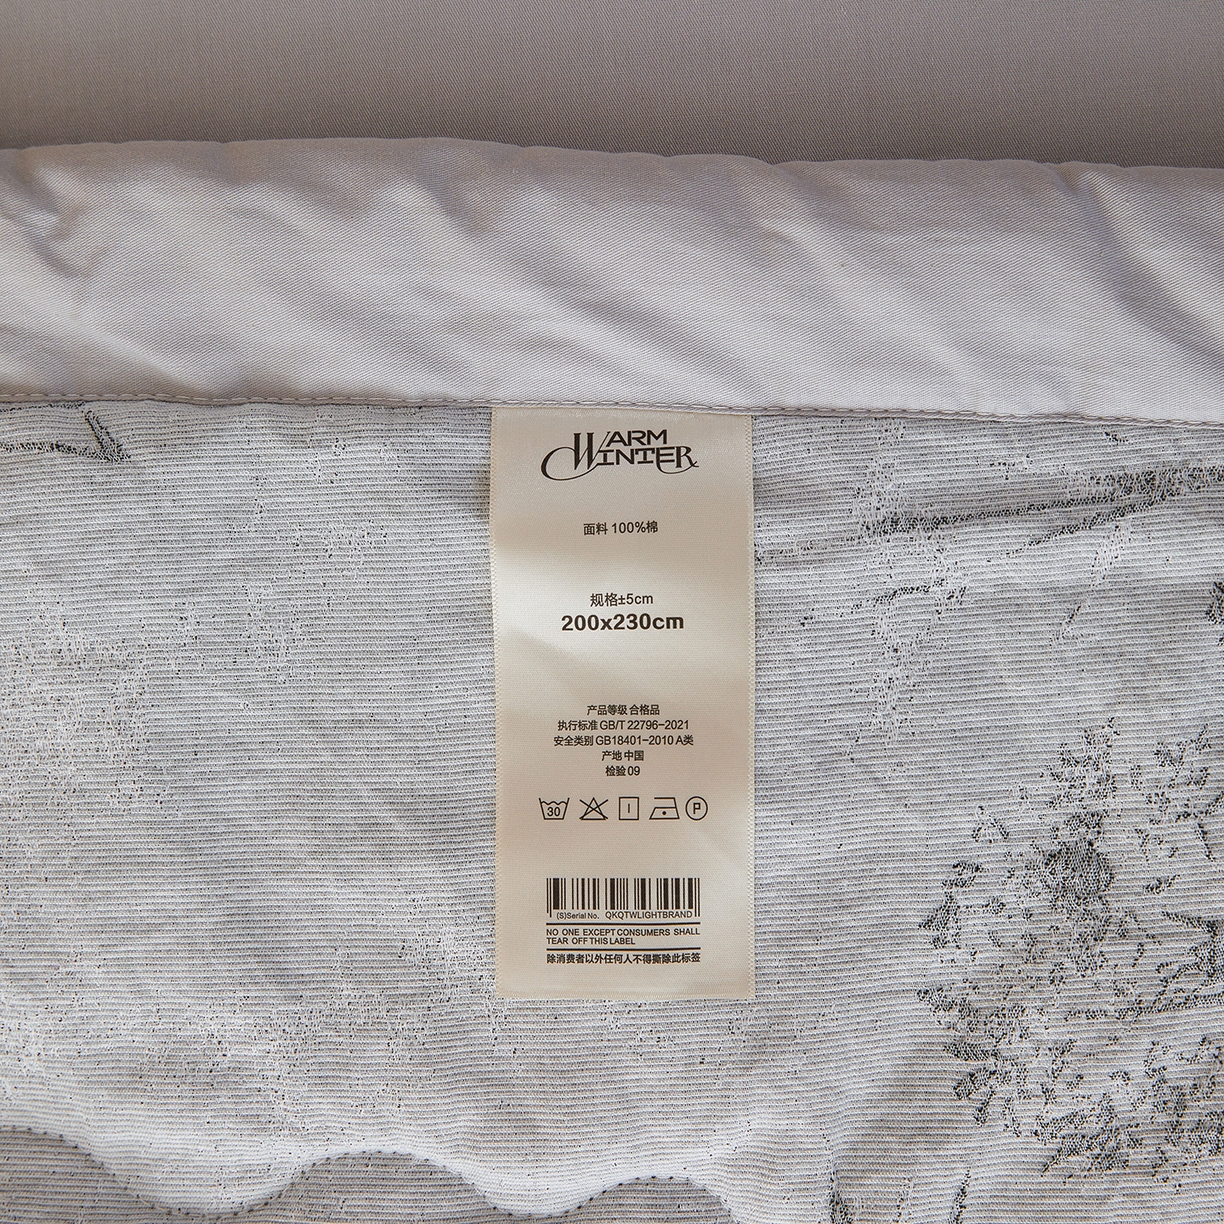 WARM
WINTER
面料 100%棉
规格±5cm
200x230cm
产品等级 合格品
执行标准 GB/T 22796-2021
安全类别 GB18401-2010 A类
产地 中国
检验 09
30 P
(S)Serial No. QKQTWLIGHTBRAND
NO ONE EXCEPT CONSUMERS SHALL
TEAR OFF THIS LABEL
除消费者以外任何人不得撕除此标签